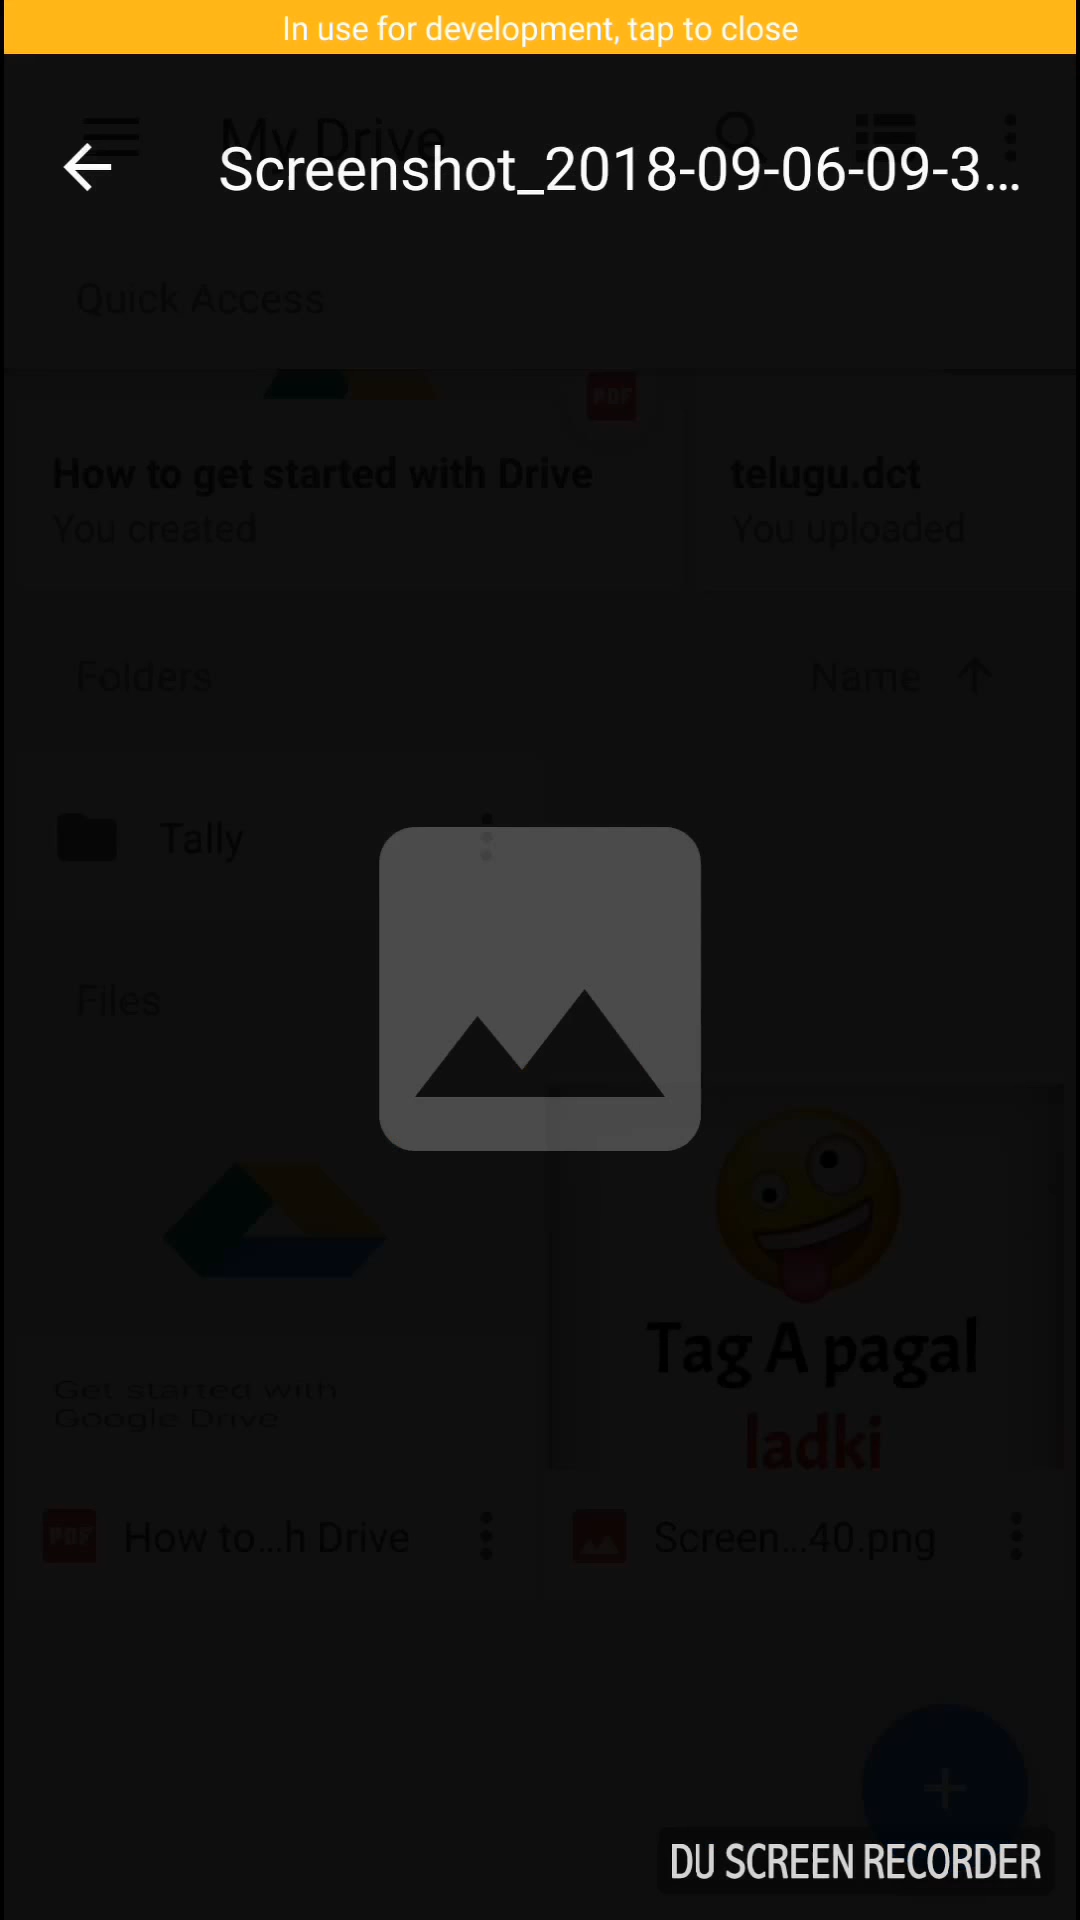 In use for development, tap to close
My Drive
Screenshot_2018-09-06-09-3...
Quick Access
PDF
How to get started with Drive
telugu.dct
You created
You uploaded
Folders
Name
Tally
Files
Tag A pagal
ladki
Get started with
Google Drive
PDF
How to...h Drive
Screen...40.png
DU SCREEN RECORDER